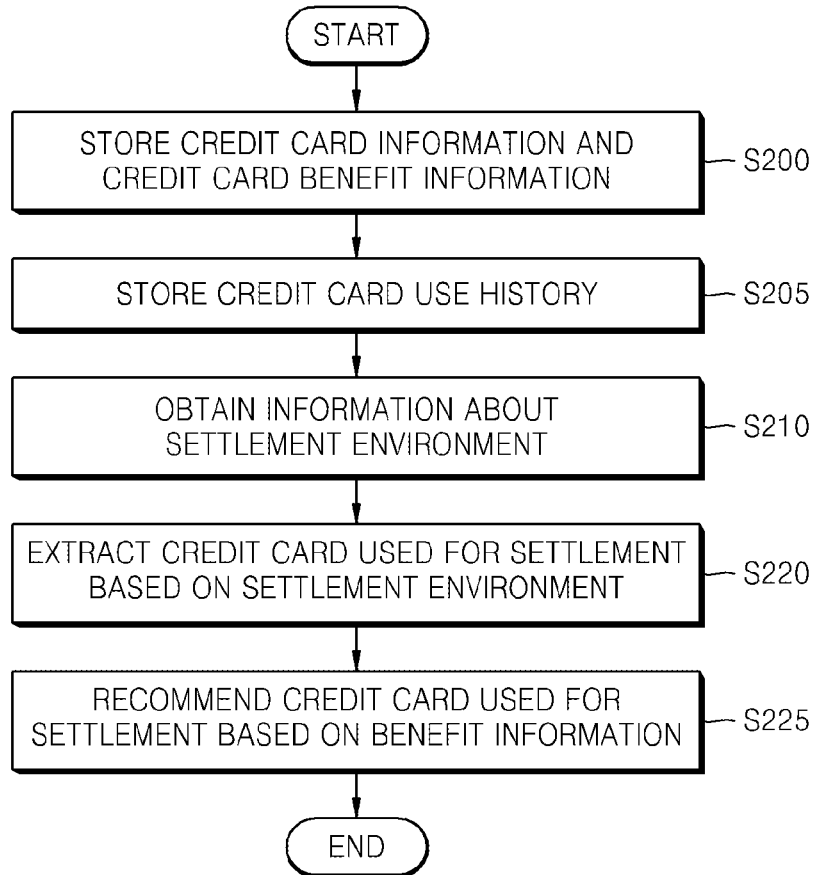 START
STORE CREDIT CARD INFORMATION AND
CREDIT CARD BENEFIT INFORMATION
S200
STORE CREDIT CARD USE HISTORY
S205
OBTAIN INFORMATION ABOUT
SETTLEMENT ENVIRONMENT
S210
EXTRACT CREDIT CARD USED FOR SETTLEMENT
BASED ON SETTLEMENT ENVIRONMENT
S220
RECOMMEND CREDIT CARD USED FOR
SETTLEMENT BASED ON BENEFIT INFORMATION
S225
END